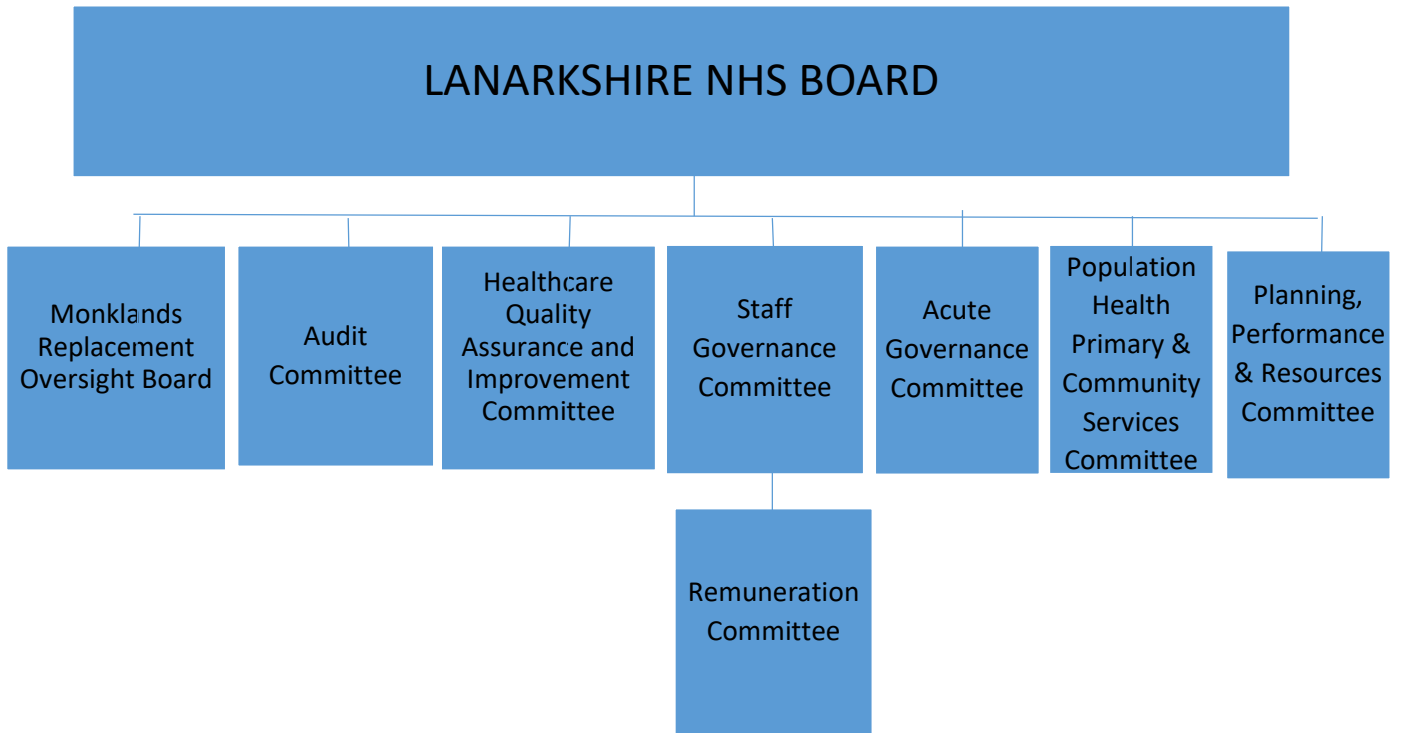 LANARKSHIRE NHS BOARD
Monklands
Replacement
Oversight Board
Audit
Committee
Healthcare
Quality
Assurance and
Improvement
Committee
Staff
Governance
Committee
Acute
Governance
Committee
Population
Health
Primary &
Community
Services
Committee
Planning,
Performance
& Resources
Committee
Remuneration
Committee